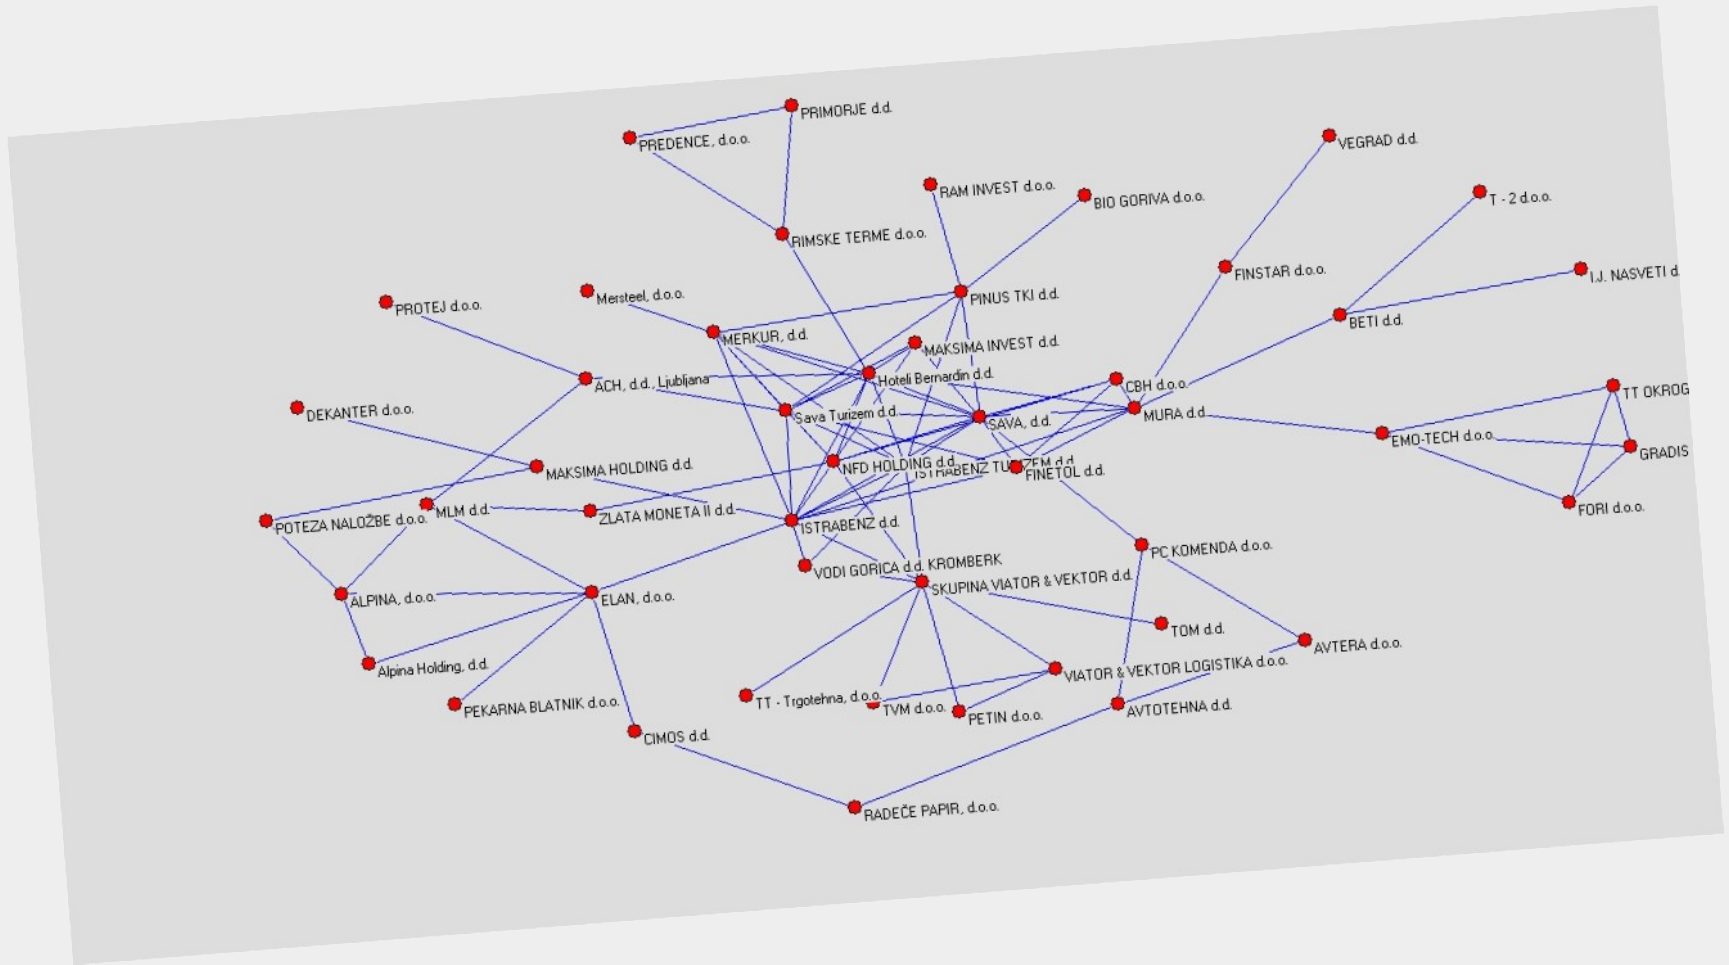 PRIMORJE d.d.
PREDENCE, d.o.o.
VEGRAD d.d.
RAM INVEST d.o.o.
BIO GORIVA d.o.o.
T - 2 d.o.o.
RIMSKE TERME d.o.o.
FINSTAR d.o.o.
I.J. NASVETI d
Mersteel, d.o.o.
PROTEJ d.o.o.
PINUS TKI d.d.
BETI d.d.
MERKUR, d.d.
MAKSIMA INVEST d.d.
ACH, d.d., Ljubljana
Hoteli Bernardin d.d.
CBH d.o.o.
TT OKROG
DEKANTER d.o.o.
Sava Turizem d.d.
SAVA, d.d.
MURA d.d.
EMO-TECH d.o.o.
GRADIS
MAKSIMA HOLDING d.d.
NFD HOLDING d.d.
ISTRABENZ TURIZEM d.d.
FINETOL d.d.
POTEZA NALOŽBE d.o.o.
MLM d.d.
ZLATA MONETA II d.d.
ISTRABENZ d.d.
FORI d.o.o.
PC KOMENDA d.o.o.
VODI GORICA d.d. KROMBERK
SKUPINA VIATOR & VEKTOR d.d.
ALPINA, d.o.o.
ELAN, d.o.o.
TOM d.d.
AVTERA d.o.o.
Alpina Holding, d.d.
VIATOR & VEKTOR LOGISTIKA d.o.o.
PEKARNA BLATNIK d.o.o.
TT - Trgotehna, d.o.o.
TVM d.o.o.
PETIN d.o.o.
AVTOTEHNA d.d.
CIMOS d.d.
RADEČE PAPIR, d.o.o.